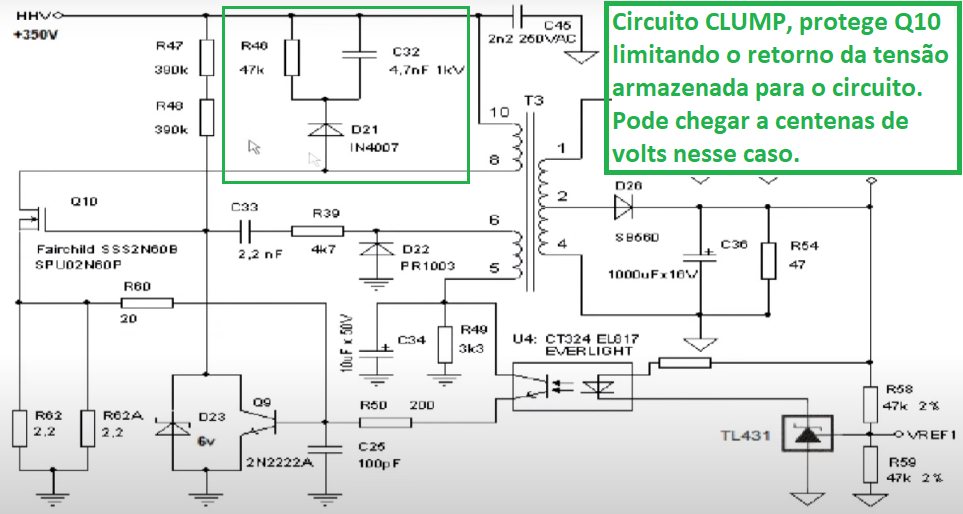 HHV
+350V
R47
390k
R48
390k
R46
47k
C32
4,7nF 1kV
D21
IN4007
C45
2n2 250VAC
Circuito CLUMP, protege Q10
limitando o retorno da tensão
armazenada para o circuito.
Pode chegar a centenas de
volts nesse caso.
T3
10
8
6
5
1
2
4
Q10
Fairchild SSS2N60B
SPU02N60P
C33
2,2 nF
R39
4k7
D22
PR1003
D26
SB560
C36
1000uFx16V
R54
47
R60
20
10uF x 50V
C34
R49
3k3
U4: CT324 EL817
EVERLIGHT
R62
2,2
R62A
2,2
D23
6v
Q9
2N2222A
R50 200
C25
100pF
TL431
R58
47k 2%
VREF1
R59
47k 2%